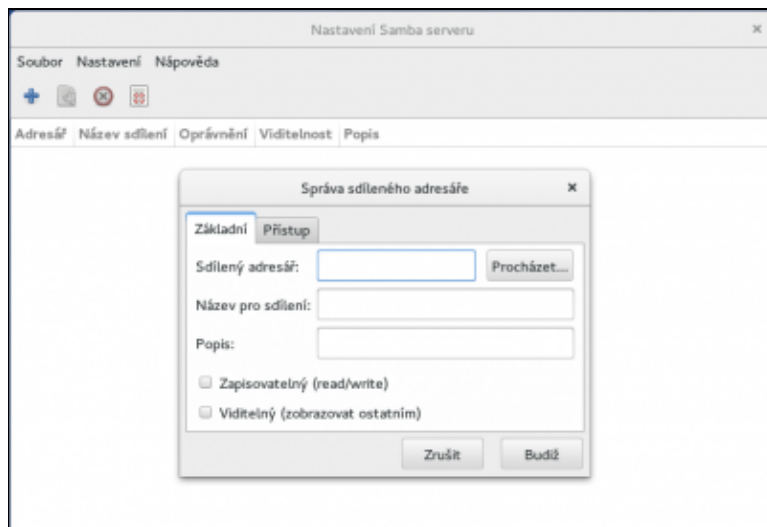 Nastavení Samba serveru
Soubor Nastavení Nápověda
Adresář Název sdílení Oprávnění Viditelnost Popis
Správa sdíleného adresáře
Základní Přístup
Sdílený adresář: Procházet...
Název pro sdílení:
Popis:
Zapisovatelný (read/write)
Viditelný (zobrazovat ostatním)
Zrušit Budiž